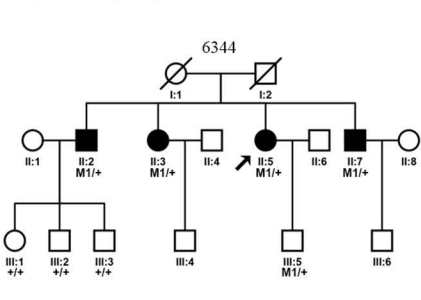 6344
I:1 I:2
II:1 II:2 II:3 II:4 II:5 II:6 II:7 II:8
M1/+ M1/+ M1/+ M1/+
III:1 III:2 III:3 III:4 III:5 III:6
+/+ +/+ +/+ M1/+